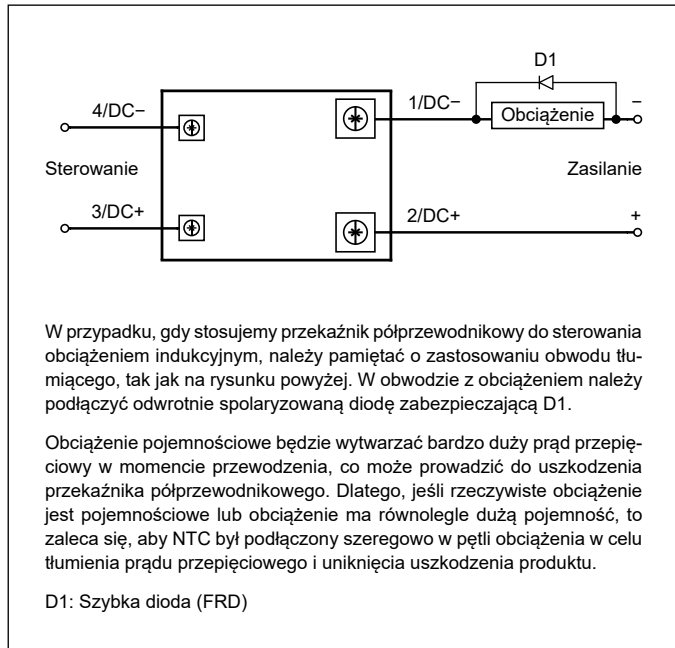 D1
4/DC–
1/DC–
Obciążenie
–
Sterowanie
Zasilanie
3/DC+
2/DC+
+
W przypadku, gdy stosujemy przekaźnik półprzewodnikowy do sterowania
obciążeniem indukcyjnym, należy pamiętać o zastosowaniu obwodu tłu-
miącego, tak jak na rysunku powyżej. W obwodzie z obciążeniem należy
podłączyć odwrotnie spolaryzowaną diodę zabezpieczającą D1.
Obciążenie pojemnościowe będzie wytwarzać bardzo duży prąd przepię-
ciowy w momencie przewodzenia, co może prowadzić do uszkodzenia
przekaźnika półprzewodnikowego. Dlatego, jeśli rzeczywiste obciążenie
jest pojemnościowe lub obciążenie ma równolegle dużą pojemność, to
zaleca się, aby NTC był podłączony szeregowo w pętli obciążenia w celu
tłumienia prądu przepięciowego i uniknięcia uszkodzenia produktu.
D1: Szybka dioda (FRD)